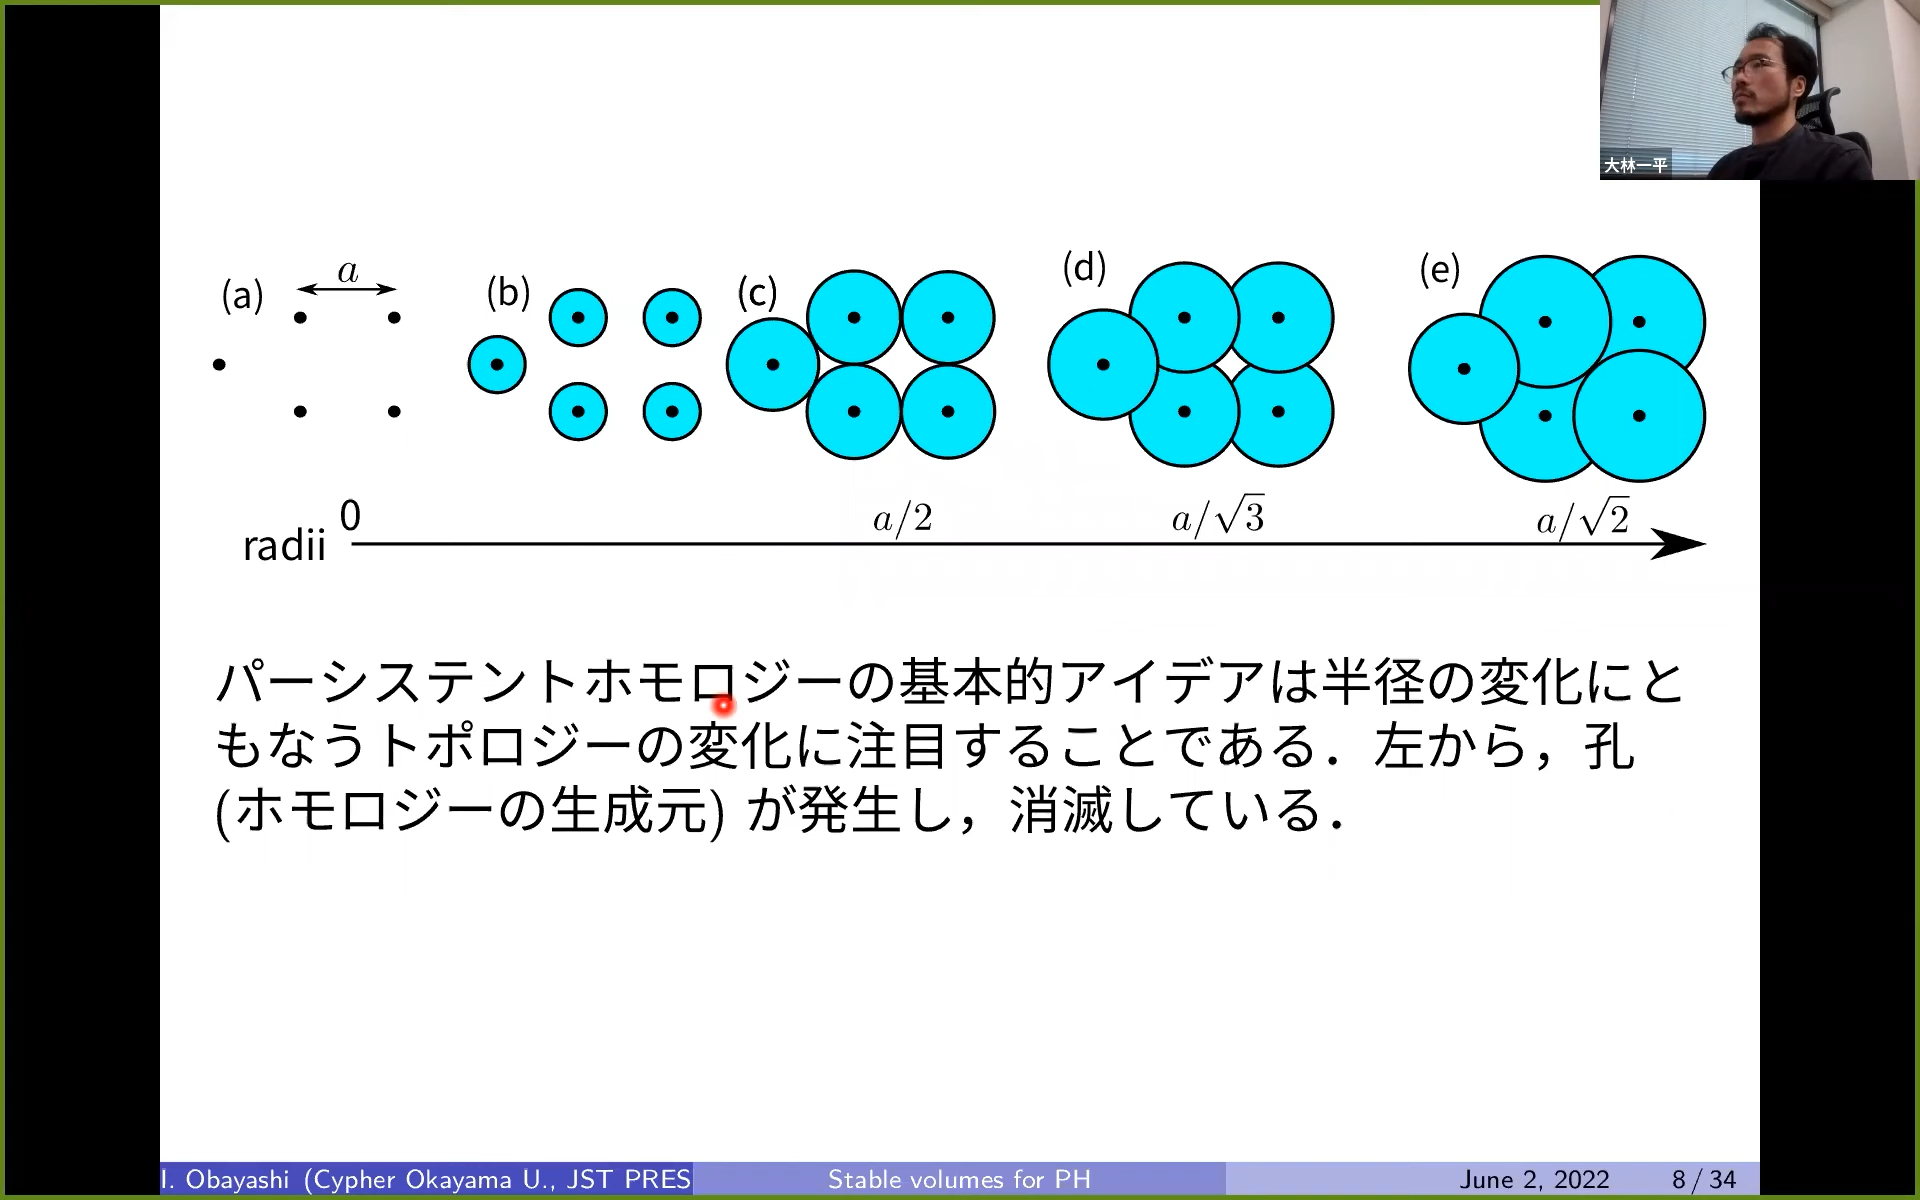 大林一平
(a) a (b) (c) (d) (e)
radii 0 a/2 a/√3 a/√2
パーシステントホモロジーの基本的アイデアは半径の変化にと
もなうトポロジーの変化に注目することである．左から，孔
(ホモロジーの生成元) が発生し，消滅している．
I. Obayashi (Cypher Okayama U., JST PRES Stable volumes for PH June 2, 2022 8 / 34